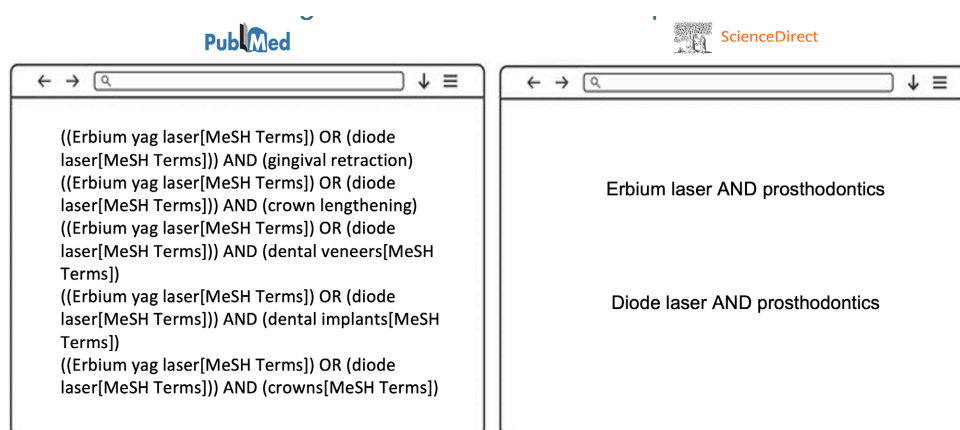 PubMed
((Erbium yag laser[MeSH Terms]) OR (diode
laser[MeSH Terms])) AND (gingival retraction)
((Erbium yag laser[MeSH Terms]) OR (diode
laser[MeSH Terms])) AND (crown lengthening)
((Erbium yag laser[MeSH Terms]) OR (diode
laser[MeSH Terms])) AND (dental veneers[MeSH
Terms])
((Erbium yag laser[MeSH Terms]) OR (diode
laser[MeSH Terms])) AND (dental implants[MeSH
Terms])
((Erbium yag laser[MeSH Terms]) OR (diode
laser[MeSH Terms])) AND (crowns[MeSH Terms])
ScienceDirect
Erbium laser AND prosthodontics
Diode laser AND prosthodontics